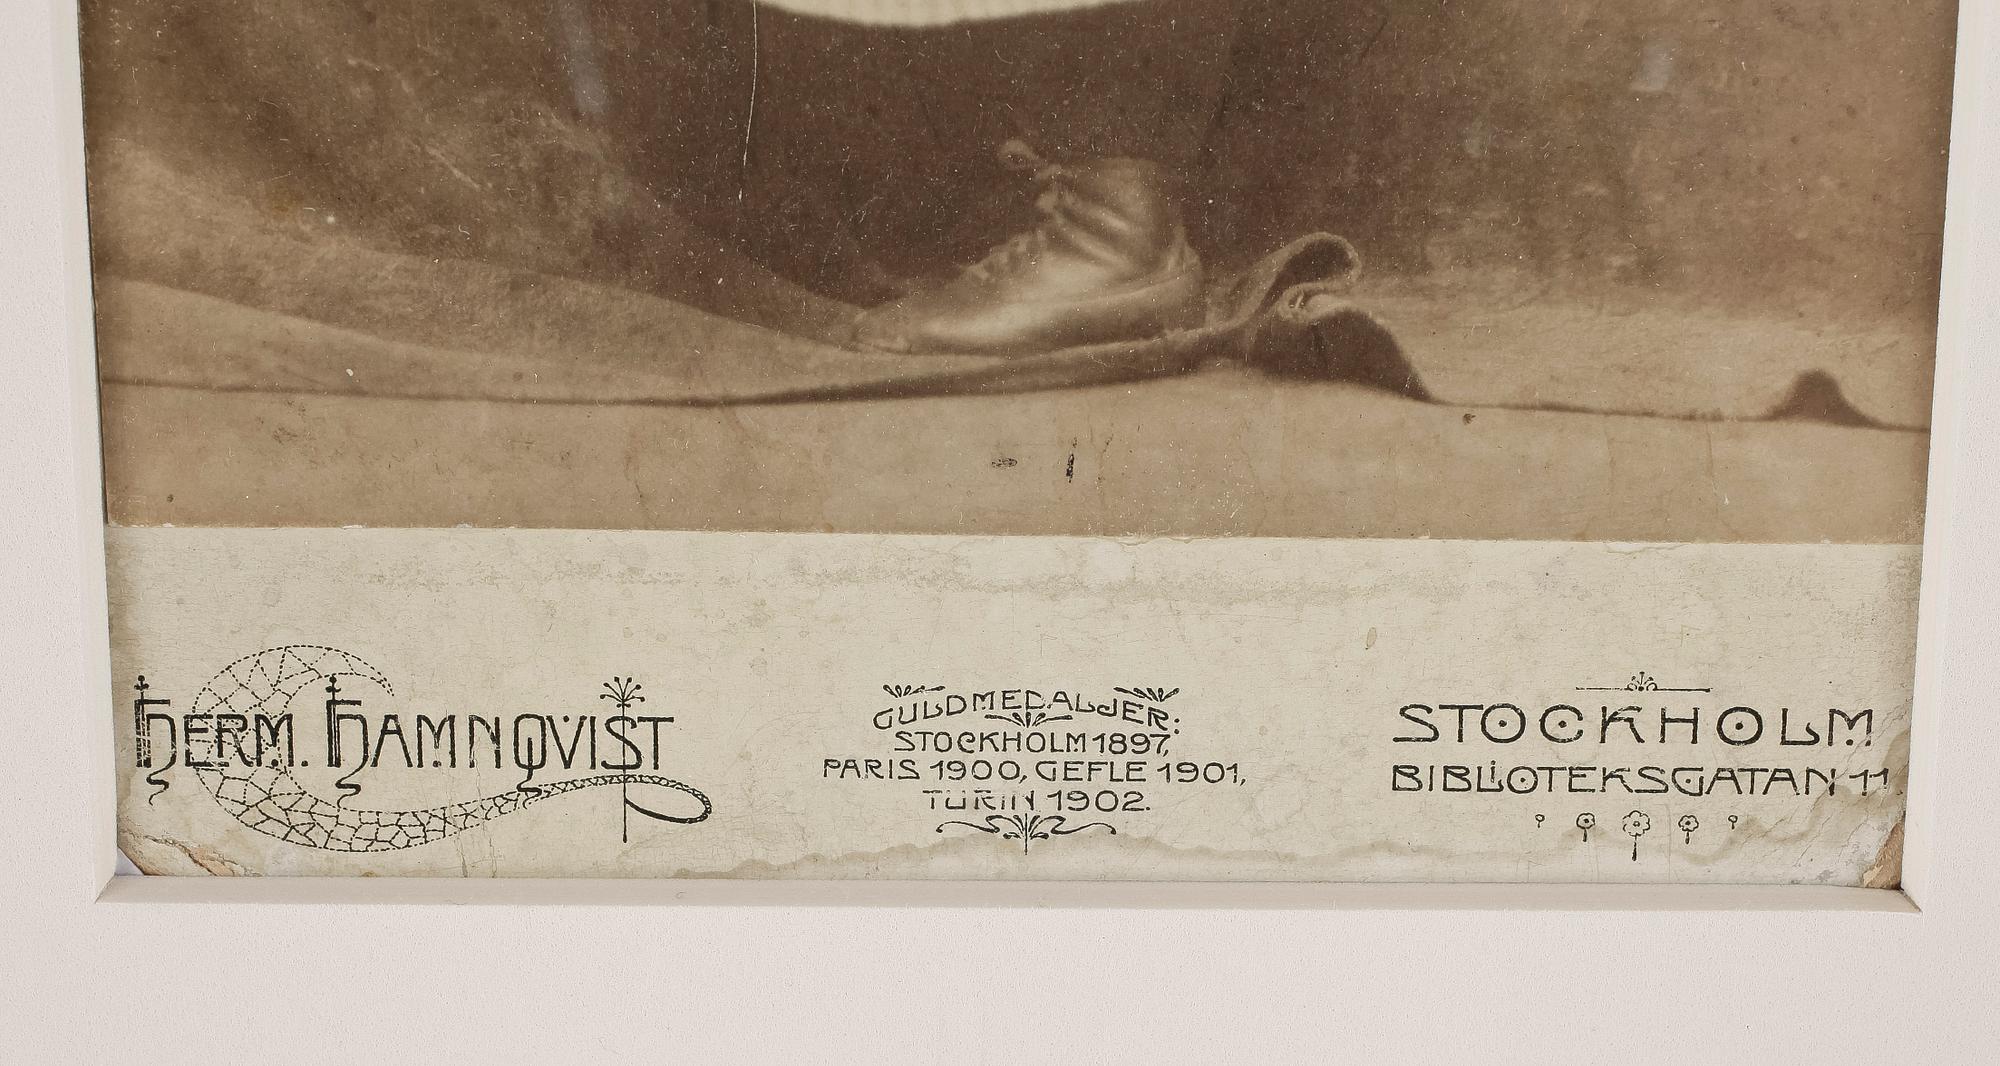 HERM. HAMNQVIST
GULDMEDALJER:
STOCKHOLM 1897,
PARIS 1900, GEFLE 1901,
TURIN 1902.
STOCKHOLM
BIBLIOTEKSGATAN 11